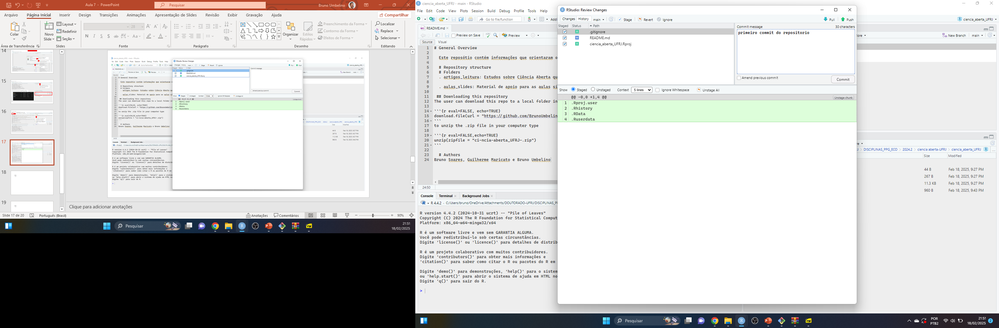 Aula 7 - PowerPoint
Pesquisar
Bruno Umbelino
Arquivo
Página Inicial
Inserir
Design
Transições
Animações
Apresentação de Slides
Revisão
Exibir
Gravação
Ajuda
Compartilhar
Colar
Novo Slide
Layout
Redefinir
Seção
28
Organizar
Estilos Rápidos
Preenchimento da Forma
Contorno da Forma
Efeitos de Forma
Localizar
Replace
Selecionar
Área de Transferência
Slides
Fonte
Parágrafo
Desenho
Editando
14
15
16
17
18
19
Clique para adicionar anotações
Slide 17 de 20
Português (Brasil)
Anotações
Comentários
90%
Pesquisar
21:51
18/02/2025
ciencia_aberta_UFRJ - main - RStudio
File Edit Code View Plots Session Build Debug Profile Tools Help
Go to file/function
ciencia_aberta_UFRJ
README.md
Preview on Save
Preview
Source
Visual
1 # General Overview
2
3 Este reposótio contém informações que orientaram o
4
5 # Repository structure
6 # Folders
7 . artigos_leitura: Estudos sobre Ciência Aberta qu
8
9 . aulas_slides: Material de apoio para as aulas si
10
11 ## Downloading this repository
12 The user can download this repo to a local folder in
13
14 ```{r eval=FALSE, echo=TRUE}
15 download.file(url = "https://github.com/BrunoUmbelin
16 ```
17 to unzip the .zip file in your computer type
18
19 ```{r eval=FALSE,echo=TRUE}
20 unzip(zipfile = "ci-ncia-aberta_UFRJ-.zip")
21 ```
22
23 # Authors
24 Bruno Soares, Guilherme Maricato e Bruno Umbelino
24:50
Console
Terminal
Background Jobs
R 4.4.2 · C:/Users/bruno/OneDrive/Attachments/DOUTORADO-UFRJ/DISCIPLINAS_PP
R version 4.4.2 (2024-10-31 ucrt) -- "Pile of Leaves"
Copyright (C) 2024 The R Foundation for Statistical Comput
Platform: x86_64-w64-mingw32/x64
R é um software livre e vem sem GARANTIA ALGUMA.
Você pode redistribuí-lo sob certas circunstâncias.
Digite 'license()' ou 'licence()' para detalhes de distrib
R é um projeto colaborativo com muitos contribuidores.
Digite 'contributors()' para obter mais informações e
'citation()' para saber como citar o R ou pacotes do R em
Digite 'demo()' para demonstrações, 'help()' para o sistem
ou 'help.start()' para abrir o sistema de ajuda em HTML no
Digite 'q()' para sair do R.
>
RStudio: Review Changes
Changes
History
main
Stage
Revert
Ignore
Pull
Push
Staged
Status
Path
A .gitignore
M README.md
A ciencia_aberta_UFRJ.Rproj
Commit message
30 characters
primeiro commit do repositorio
Amend previous commit
Commit
Show
Staged
Unstaged
Context
5 lines
Ignore Whitespace
Unstage All
@@ -0,0 +1,4 @@
Unstage chunk
1 .Rproj.user
2 .Rhistory
3 .RData
4 .Ruserdata
New Branch
main
DISCIPLINAS_PPG_ECO
2024.2
ciencia aberta-UFRJ
ciencia_aberta_UFRJ
Size
Modified
44 B Feb 18, 2025, 9:27 PM
267 B Feb 18, 2025, 9:27 PM
11.3 KB Feb 18, 2025, 9:27 PM
960 B Feb 18, 2025, 9:43 PM
Pesquisar
POR
PTB2
21:51
18/02/2025
2